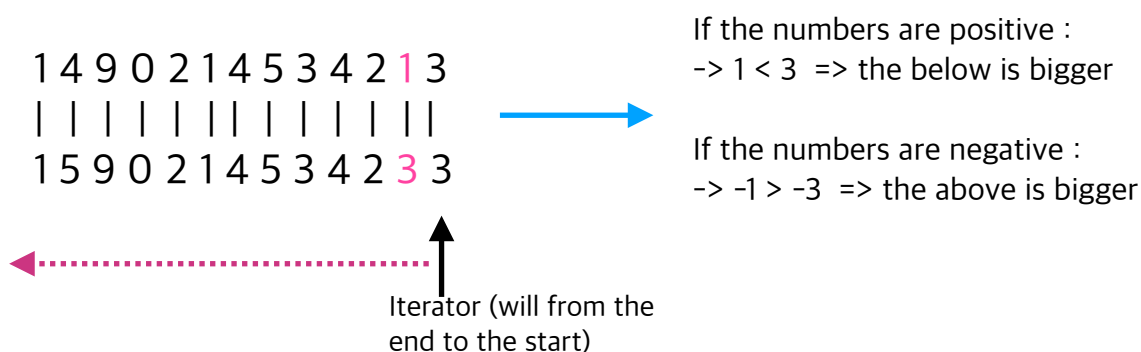 1 4 9 0 2 1 4 5 3 4 2 1 3
| | | | | | | | | | | | |
1 5 9 0 2 1 4 5 3 4 2 3 3
Iterator (will from the
end to the start)
If the numbers are positive :
-> 1 < 3 => the below is bigger
If the numbers are negative :
-> -1 > -3 => the above is bigger